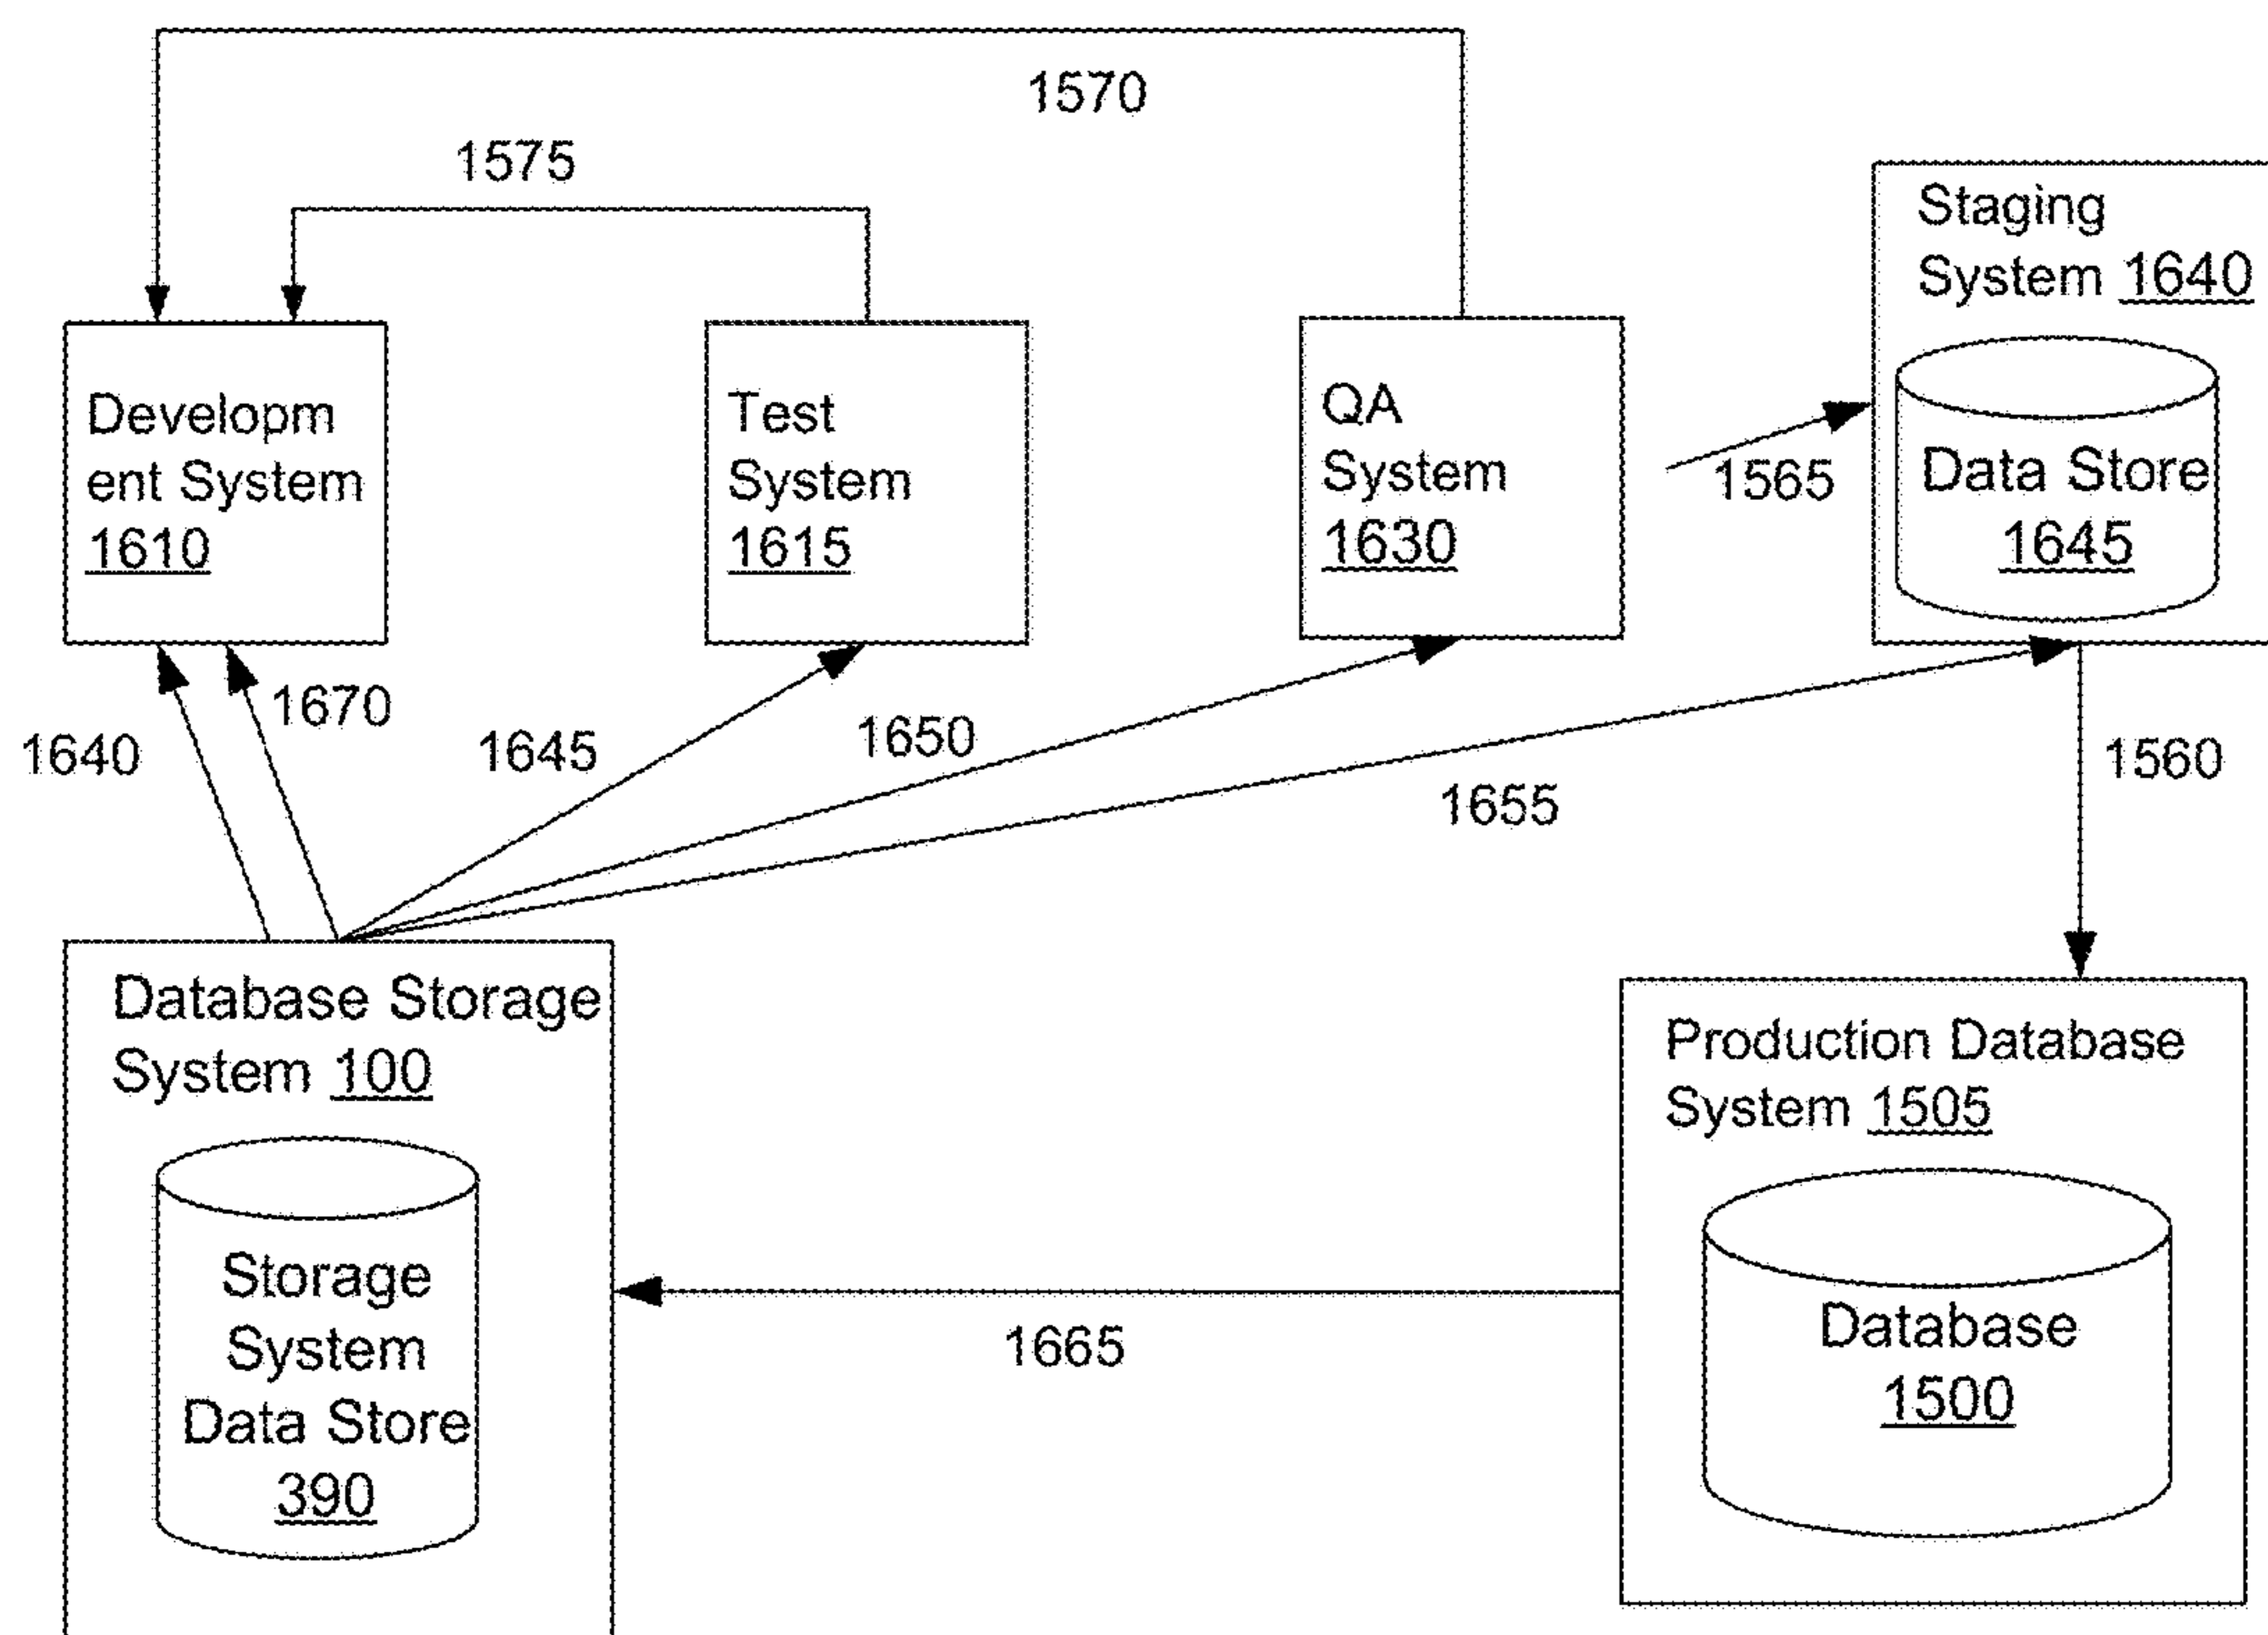 1570
1575
Staging
System 1640
Data Store
1645
Developm
ent System
1610
Test
System
1615
QA
System
1630
1565
1640
1670
1645
1650
1655
1560
Database Storage
System 100
Storage
System
Data Store
390
1665
Production Database
System 1505
Database
1500